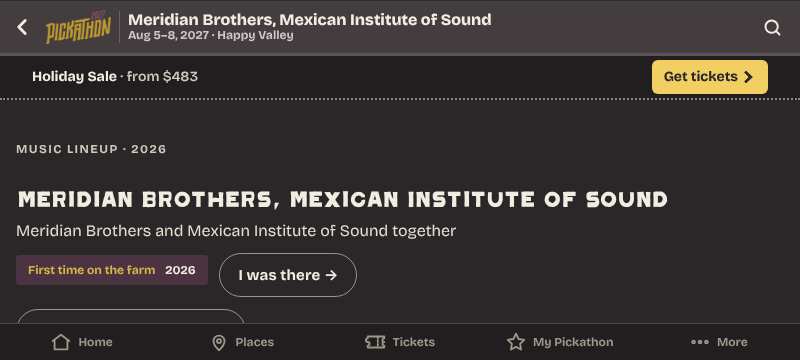 PICKATHON
Meridian Brothers, Mexican Institute of Sound
Aug 5–8, 2027 · Happy Valley
Holiday Sale · from $483
Get tickets
MUSIC LINEUP · 2026
MERIDIAN BROTHERS, MEXICAN INSTITUTE OF SOUND
Meridian Brothers and Mexican Institute of Sound together
First time on the farm 2026
I was there →
Home
Places
Tickets
My Pickathon
More